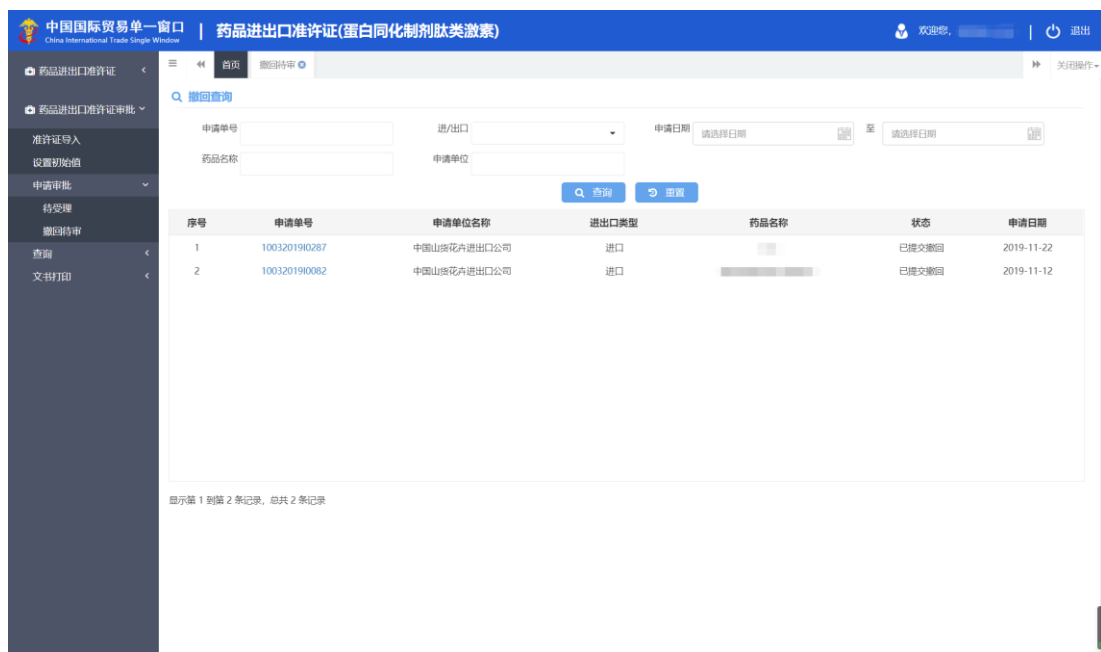 中国国际贸易单一窗口 | 药品进出口准许证(蛋白同化制剂肽类激素)
China International Trade Single Window
欢迎您,
退出
药品进出口准许证
药品进出口准许证审批
准许证导入
设置初始值
申请审批
待受理
撤回待审
查询
文书打印
首页 撤回待审 关闭操作
撤回查询
申请单号 进/出口 申请日期 请选择日期 至 请选择日期
药品名称 申请单位
查询 重置
序号 申请单号 申请单位名称 进出口类型 药品名称 状态 申请日期
1 10032019I0287 中国山货花卉进出口公司 进口 已提交撤回 2019-11-22
2 10032019I0082 中国山货花卉进出口公司 进口 已提交撤回 2019-11-12
显示第 1 到第 2 条记录，总共 2 条记录